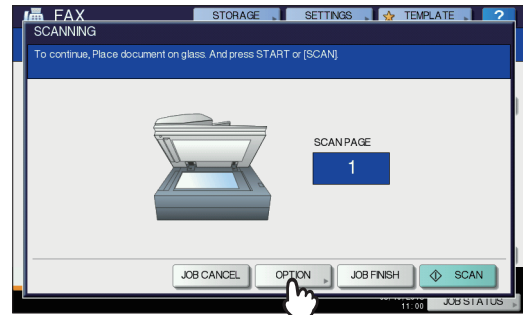 FAX
STORAGE
SETTINGS
TEMPLATE
?
SCANNING
To continue, Place document on glass. And press START or [SCAN]
SCAN PAGE
1
JOB CANCEL
OPTION
JOB FINISH
SCAN
11:00
JOB STATUS